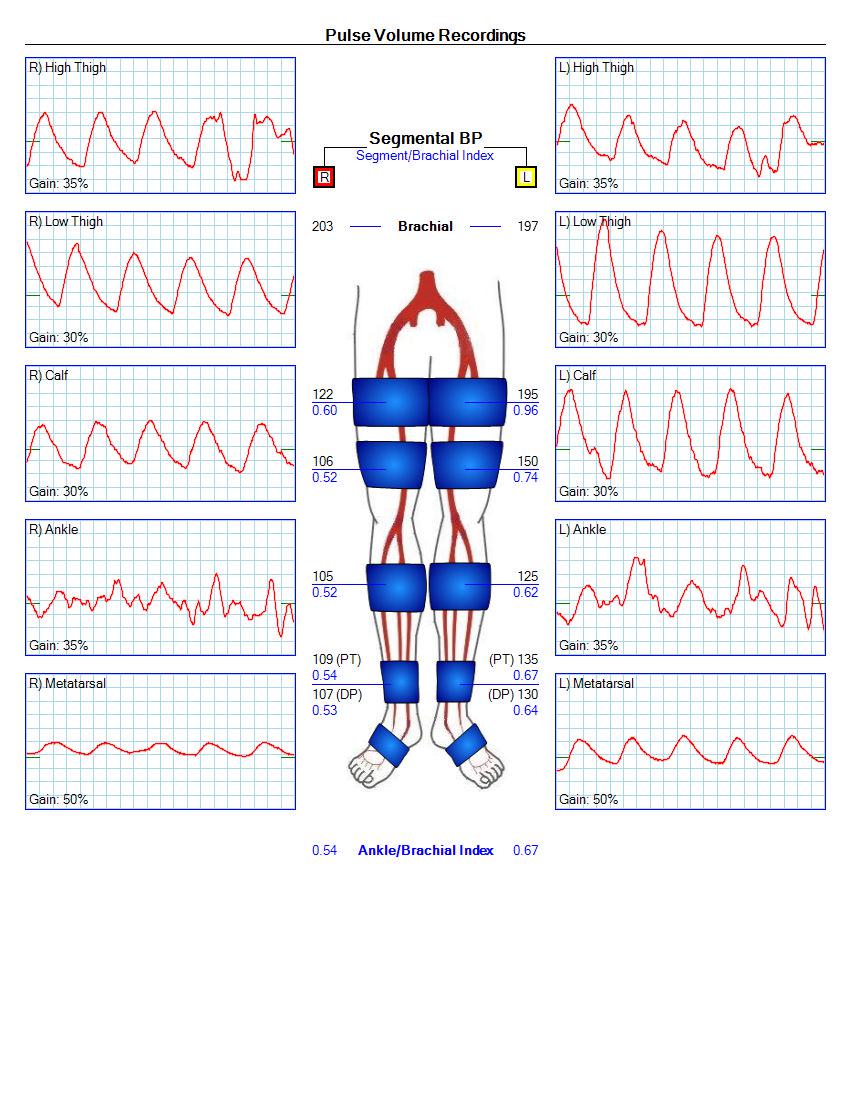 Pulse Volume Recordings
R) High Thigh
Gain: 35%
R) Low Thigh
Gain: 30%
R) Calf
Gain: 30%
R) Ankle
Gain: 35%
R) Metatarsal
Gain: 50%
Segmental BP
Segment/Brachial Index
R
L
203 Brachial 197
122 195
0.60 0.96
106 150
0.52 0.74
105 125
0.52 0.62
109 (PT) (PT) 135
0.54 0.67
107 (DP) (DP) 130
0.53 0.64
0.54 Ankle/Brachial Index 0.67
L) High Thigh
Gain: 35%
L) Low Thigh
Gain: 30%
L) Calf
Gain: 30%
L) Ankle
Gain: 35%
L) Metatarsal
Gain: 50%